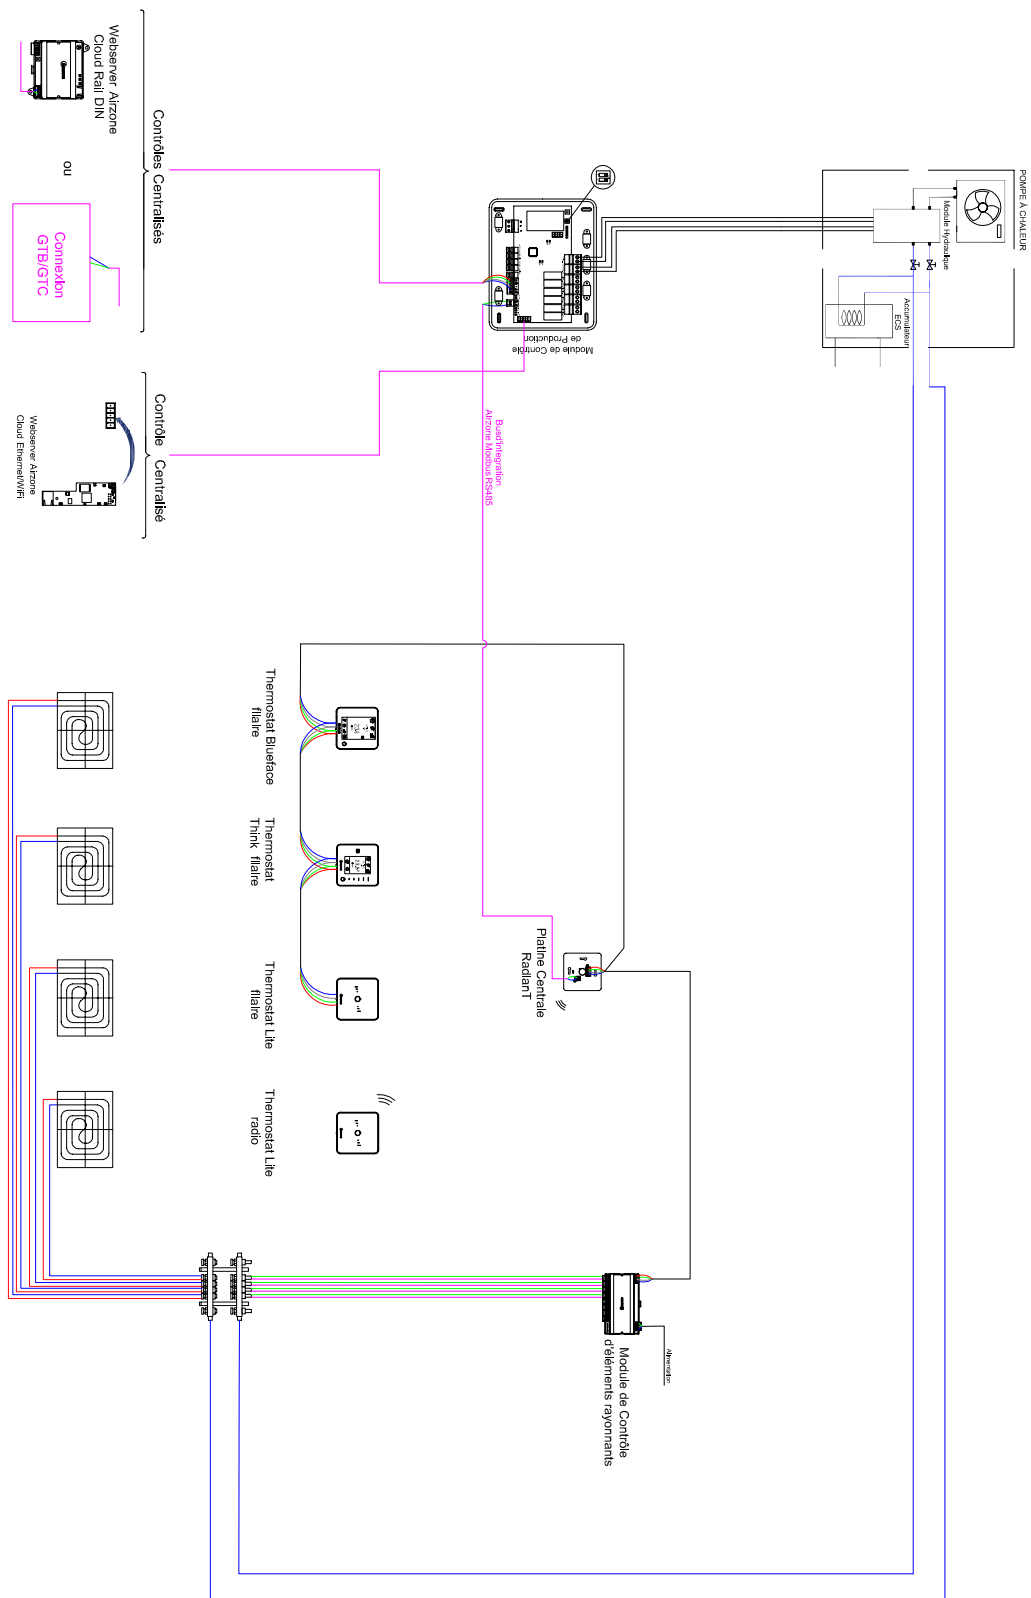 POMPE À CHALEUR
Module Hydraulique
Accumulateur
ECS
Module de Contrôle
de Production
Webserver Airzone
Cloud Rail DIN
ou
Connexion
GTB/GTC
Contrôles Centralisés
Contrôle Centralisé
Webserver Airzone
Cloud Ethernet/WiFi
Bus d'intégration
Airzone Modbus RS485
Thermostat Blueface
filaire
Thermostat
Think filaire
Thermostat Lite
filaire
Thermostat Lite
radio
Platine Centrale
RadianT
Module de Contrôle
d'éléments rayonnants
Alimentation